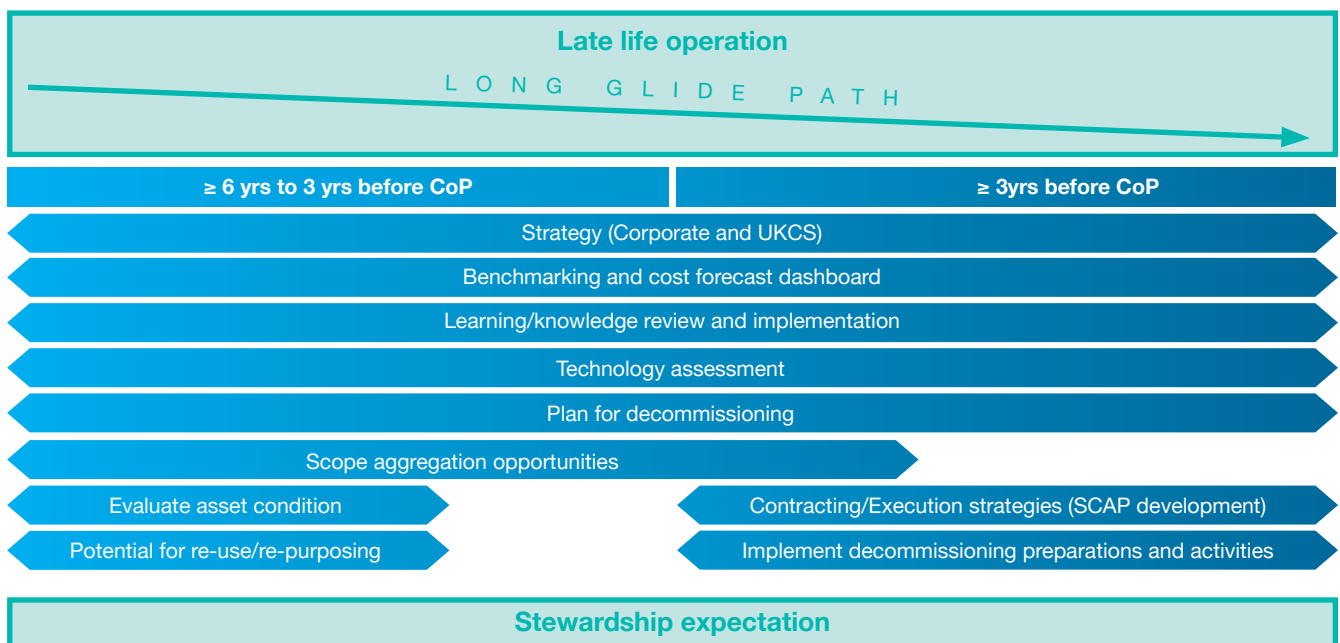 Late life operation
LONG GLIDE PATH
≥ 6 yrs to 3 yrs before CoP
≥ 3yrs before CoP
Strategy (Corporate and UKCS)
Benchmarking and cost forecast dashboard
Learning/knowledge review and implementation
Technology assessment
Plan for decommissioning
Scope aggregation opportunities
Evaluate asset condition
Contracting/Execution strategies (SCAP development)
Potential for re-use/re-purposing
Implement decommissioning preparations and activities
Stewardship expectation